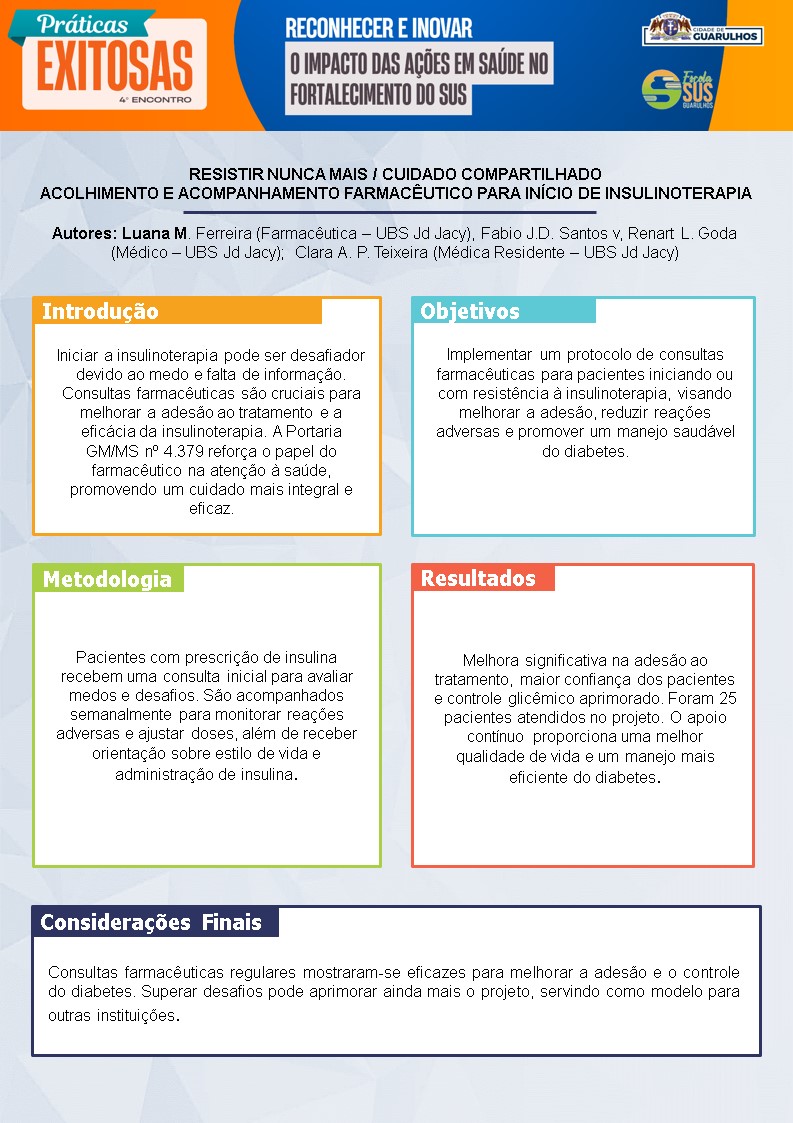 Práticas
EXITOSAS
4º ENCONTRO
RECONHECER E INOVAR
O IMPACTO DAS AÇÕES EM SAÚDE NO
FORTALECIMENTO DO SUS
CIDADE DE
GUARULHOS
Escola
SUS
GUARULHOS
RESISTIR NUNCA MAIS / CUIDADO COMPARTILHADO
ACOLHIMENTO E ACOMPANHAMENTO FARMACÊUTICO PARA INÍCIO DE INSULINOTERAPIA
Autores: Luana M. Ferreira (Farmacêutica – UBS Jd Jacy), Fabio J.D. Santos v, Renart L. Goda
(Médico – UBS Jd Jacy); Clara A. P. Teixeira (Médica Residente – UBS Jd Jacy)
Introdução
Iniciar a insulinoterapia pode ser desafiador
devido ao medo e falta de informação.
Consultas farmacêuticas são cruciais para
melhorar a adesão ao tratamento e a
eficácia da insulinoterapia. A Portaria
GM/MS nº 4.379 reforça o papel do
farmacêutico na atenção à saúde,
promovendo um cuidado mais integral e
eficaz.
Objetivos
Implementar um protocolo de consultas
farmacêuticas para pacientes iniciando ou
com resistência à insulinoterapia, visando
melhorar a adesão, reduzir reações
adversas e promover um manejo saudável
do diabetes.
Metodologia
Pacientes com prescrição de insulina
recebem uma consulta inicial para avaliar
medos e desafios. São acompanhados
semanalmente para monitorar reações
adversas e ajustar doses, além de receber
orientação sobre estilo de vida e
administração de insulina.
Resultados
Melhora significativa na adesão ao
tratamento, maior confiança dos pacientes
e controle glicêmico aprimorado. Foram 25
pacientes atendidos no projeto. O apoio
contínuo proporciona uma melhor
qualidade de vida e um manejo mais
eficiente do diabetes.
Considerações Finais
Consultas farmacêuticas regulares mostraram-se eficazes para melhorar a adesão e o controle
do diabetes. Superar desafios pode aprimorar ainda mais o projeto, servindo como modelo para
outras instituições.